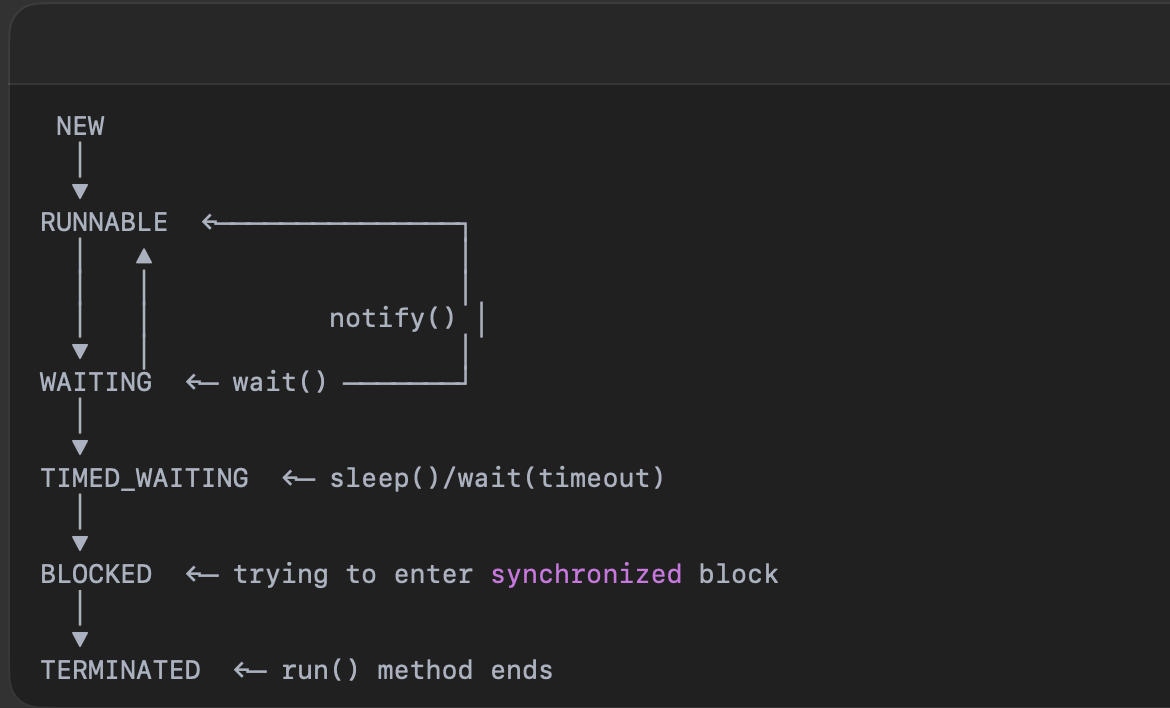 NEW
RUNNABLE
notify()
WAITING ← wait()
TIMED_WAITING ← sleep()/wait(timeout)
BLOCKED ← trying to enter synchronized block
TERMINATED ← run() method ends